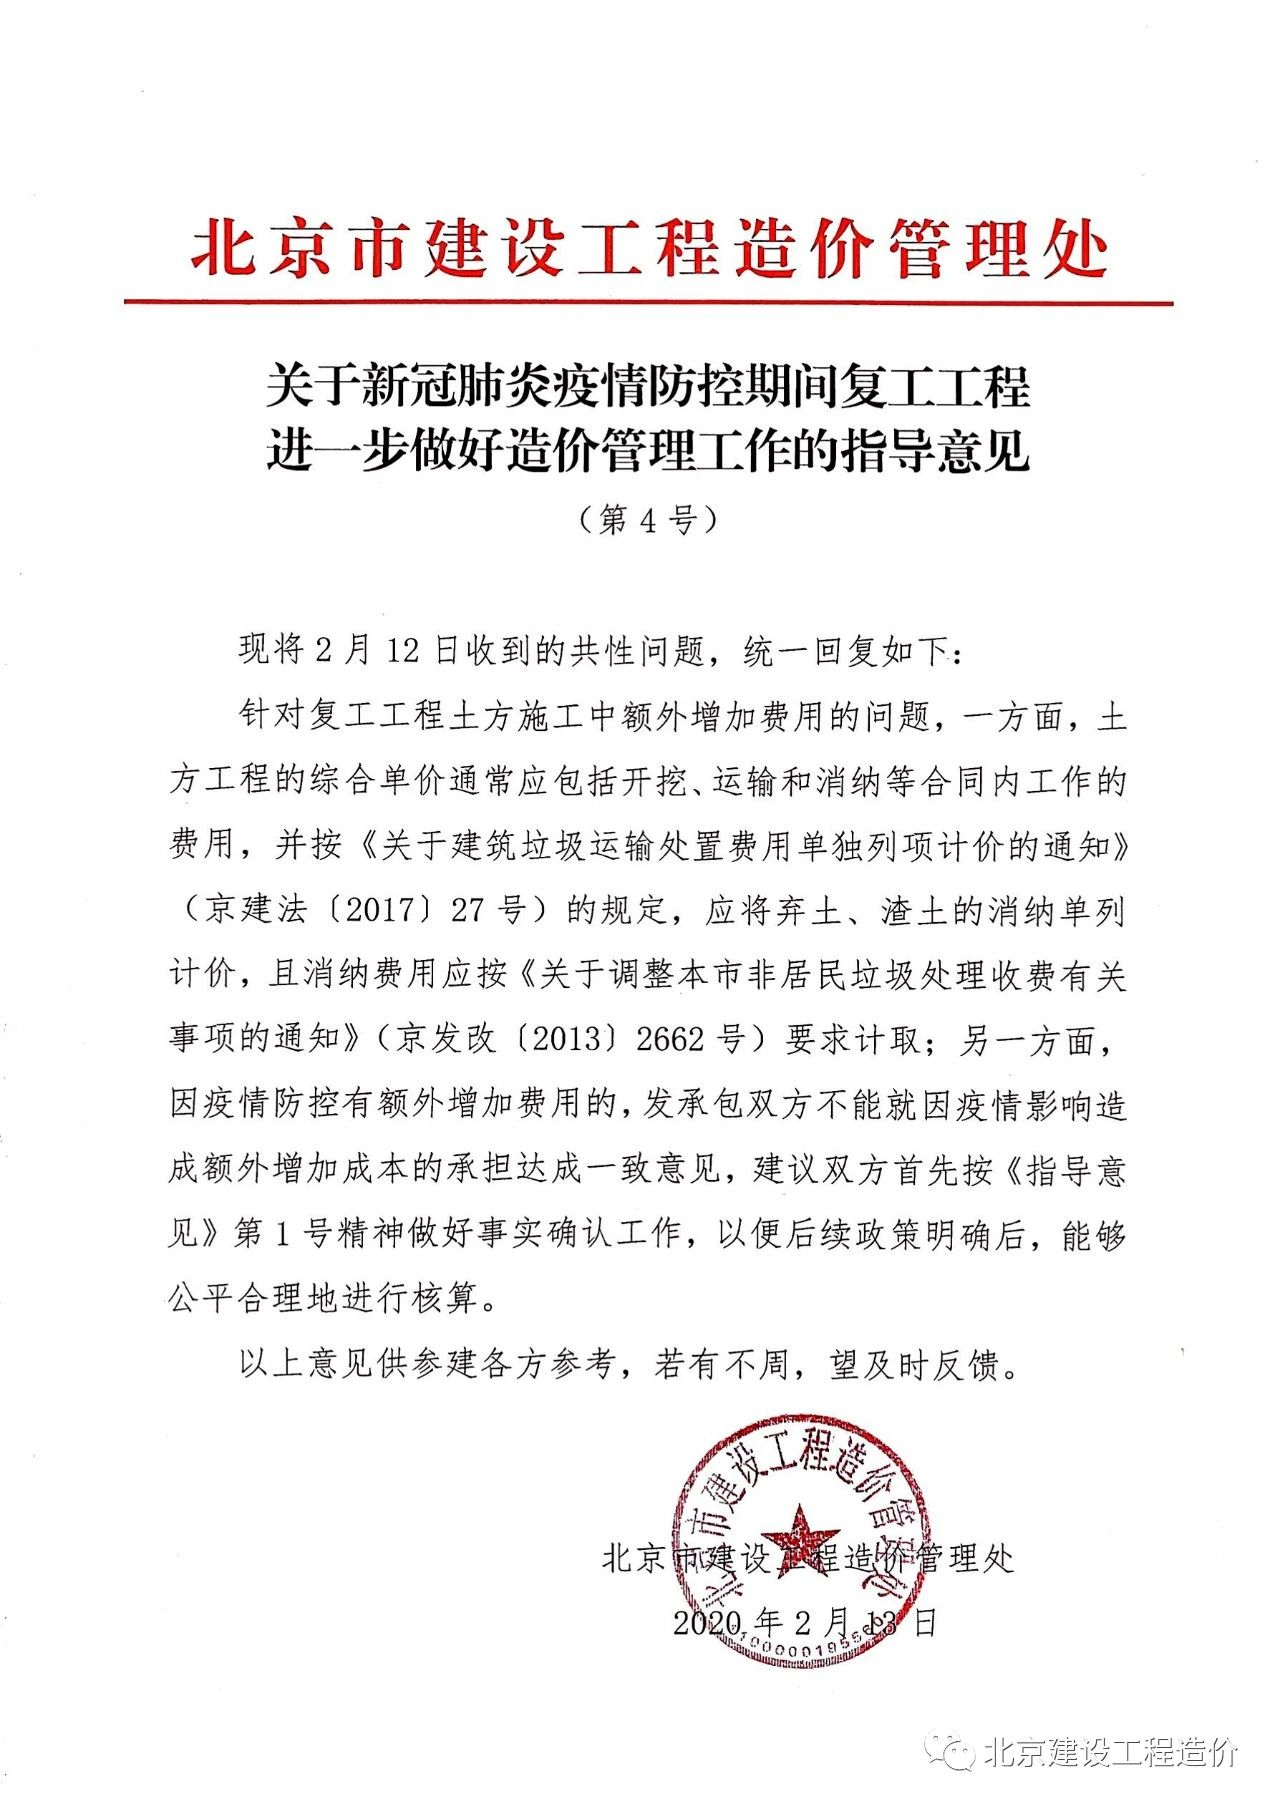 北京市建设工程造价管理处
关于新冠肺炎疫情防控期间复工工程
进一步做好造价管理工作的指导意见
（第 4 号）
现将 2 月 12 日收到的共性问题，统一回复如下：
针对复工工程土方施工中额外增加费用的问题，一方面，土
方工程的综合单价通常应包括开挖、运输和消纳等合同内工作的
费用，并按《关于建筑垃圾运输处置费用单独列项计价的通知》
（京建法〔2017〕27 号）的规定，应将弃土、渣土的消纳单列
计价，且消纳费用应按《关于调整本市非居民垃圾处理收费有关
事项的通知》（京发改〔2013〕2662 号）要求计取；另一方面，
因疫情防控有额外增加费用的，发承包双方不能就因疫情影响造
成额外增加成本的承担达成一致意见，建议双方首先按《指导意
见》第 1 号精神做好事实确认工作，以便后续政策明确后，能够
公平合理地进行核算。
以上意见供参建各方参考，若有不周，望及时反馈。
北京市建设工程造价管理处
北京市建设工程造价管理处
2020 年 2 月 13 日
北京建设工程造价